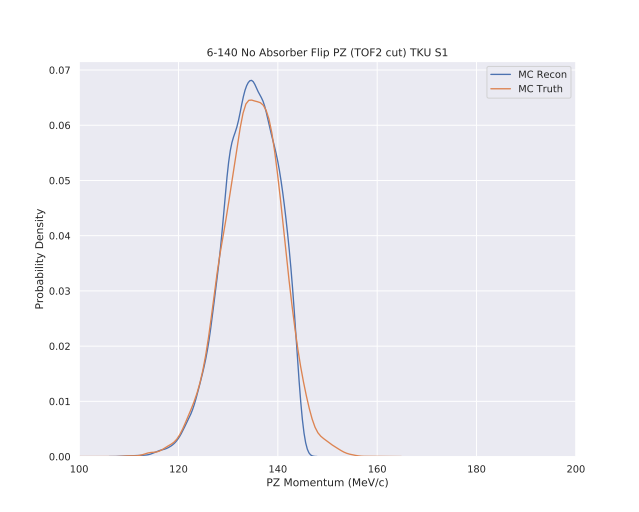 6-140 No Absorber Flip PZ (TOF2 cut) TKU S1
MC Recon
MC Truth
Probability Density
0.07
0.06
0.05
0.04
0.03
0.02
0.01
0.00
100 120 140 160 180 200
PZ Momentum (MeV/c)